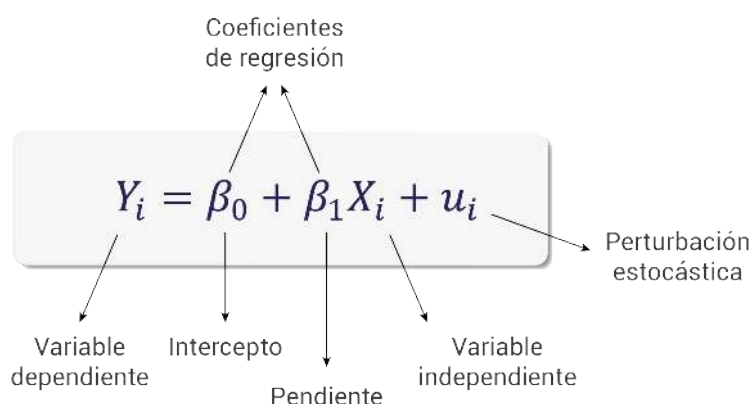 Coeficientes
de regresión
Yᵢ = β₀ + β₁Xᵢ + uᵢ
Perturbación
estocástica
Variable
dependiente
Intercepto
Pendiente
Variable
independiente